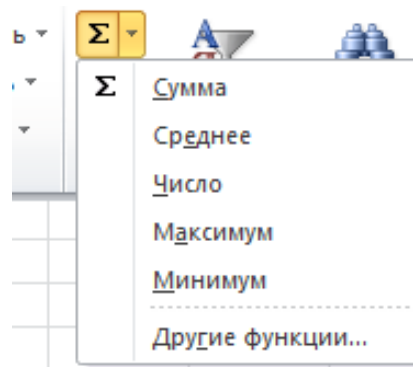 Σ
Σ Сумма
Среднее
Число
Максимум
Минимум
Другие функции...